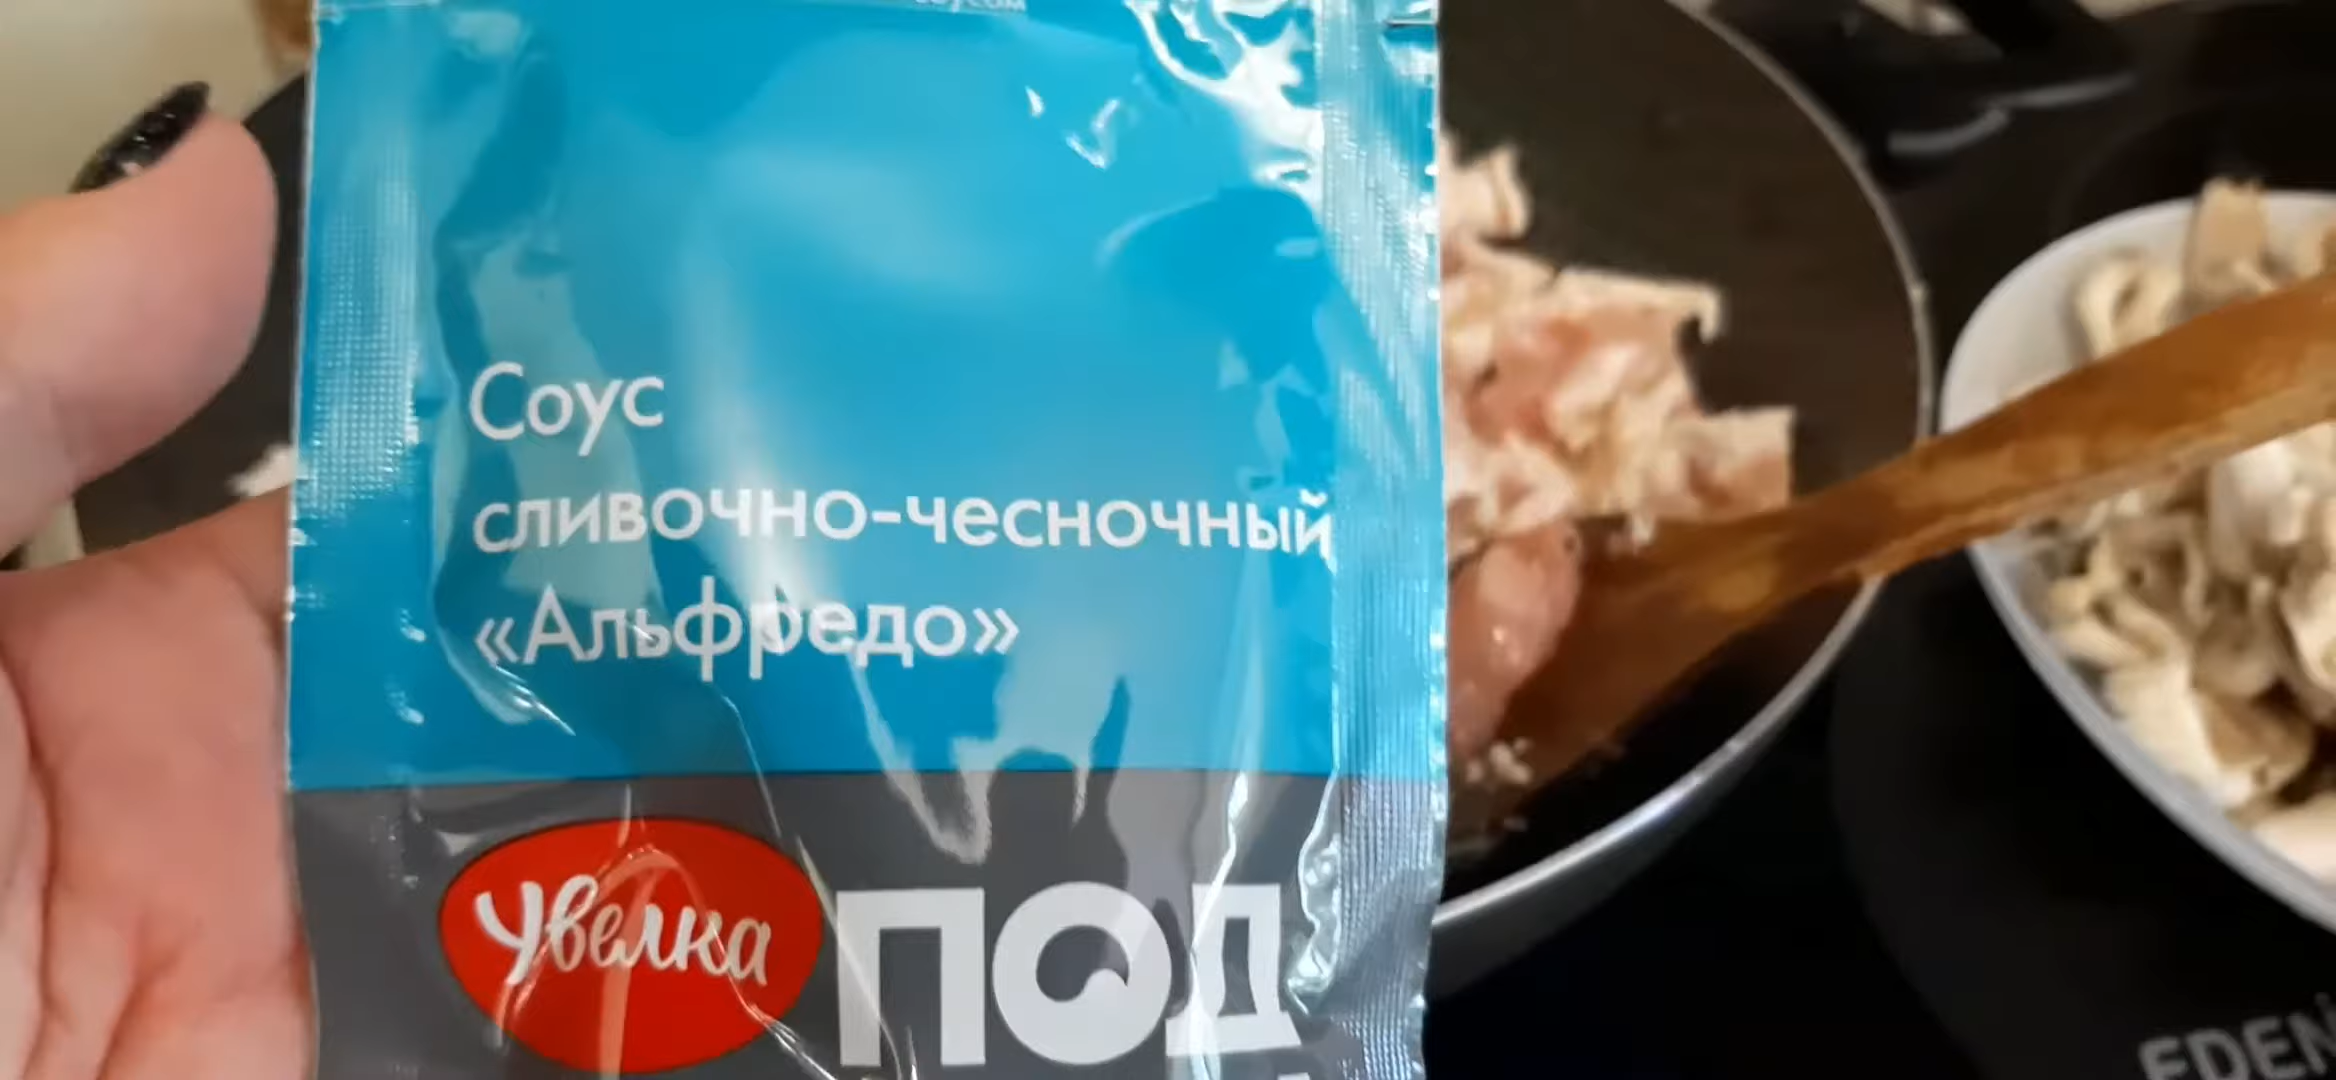 Соус
сливочно-чесночный
«Альфредо»
Увелка
ПОД